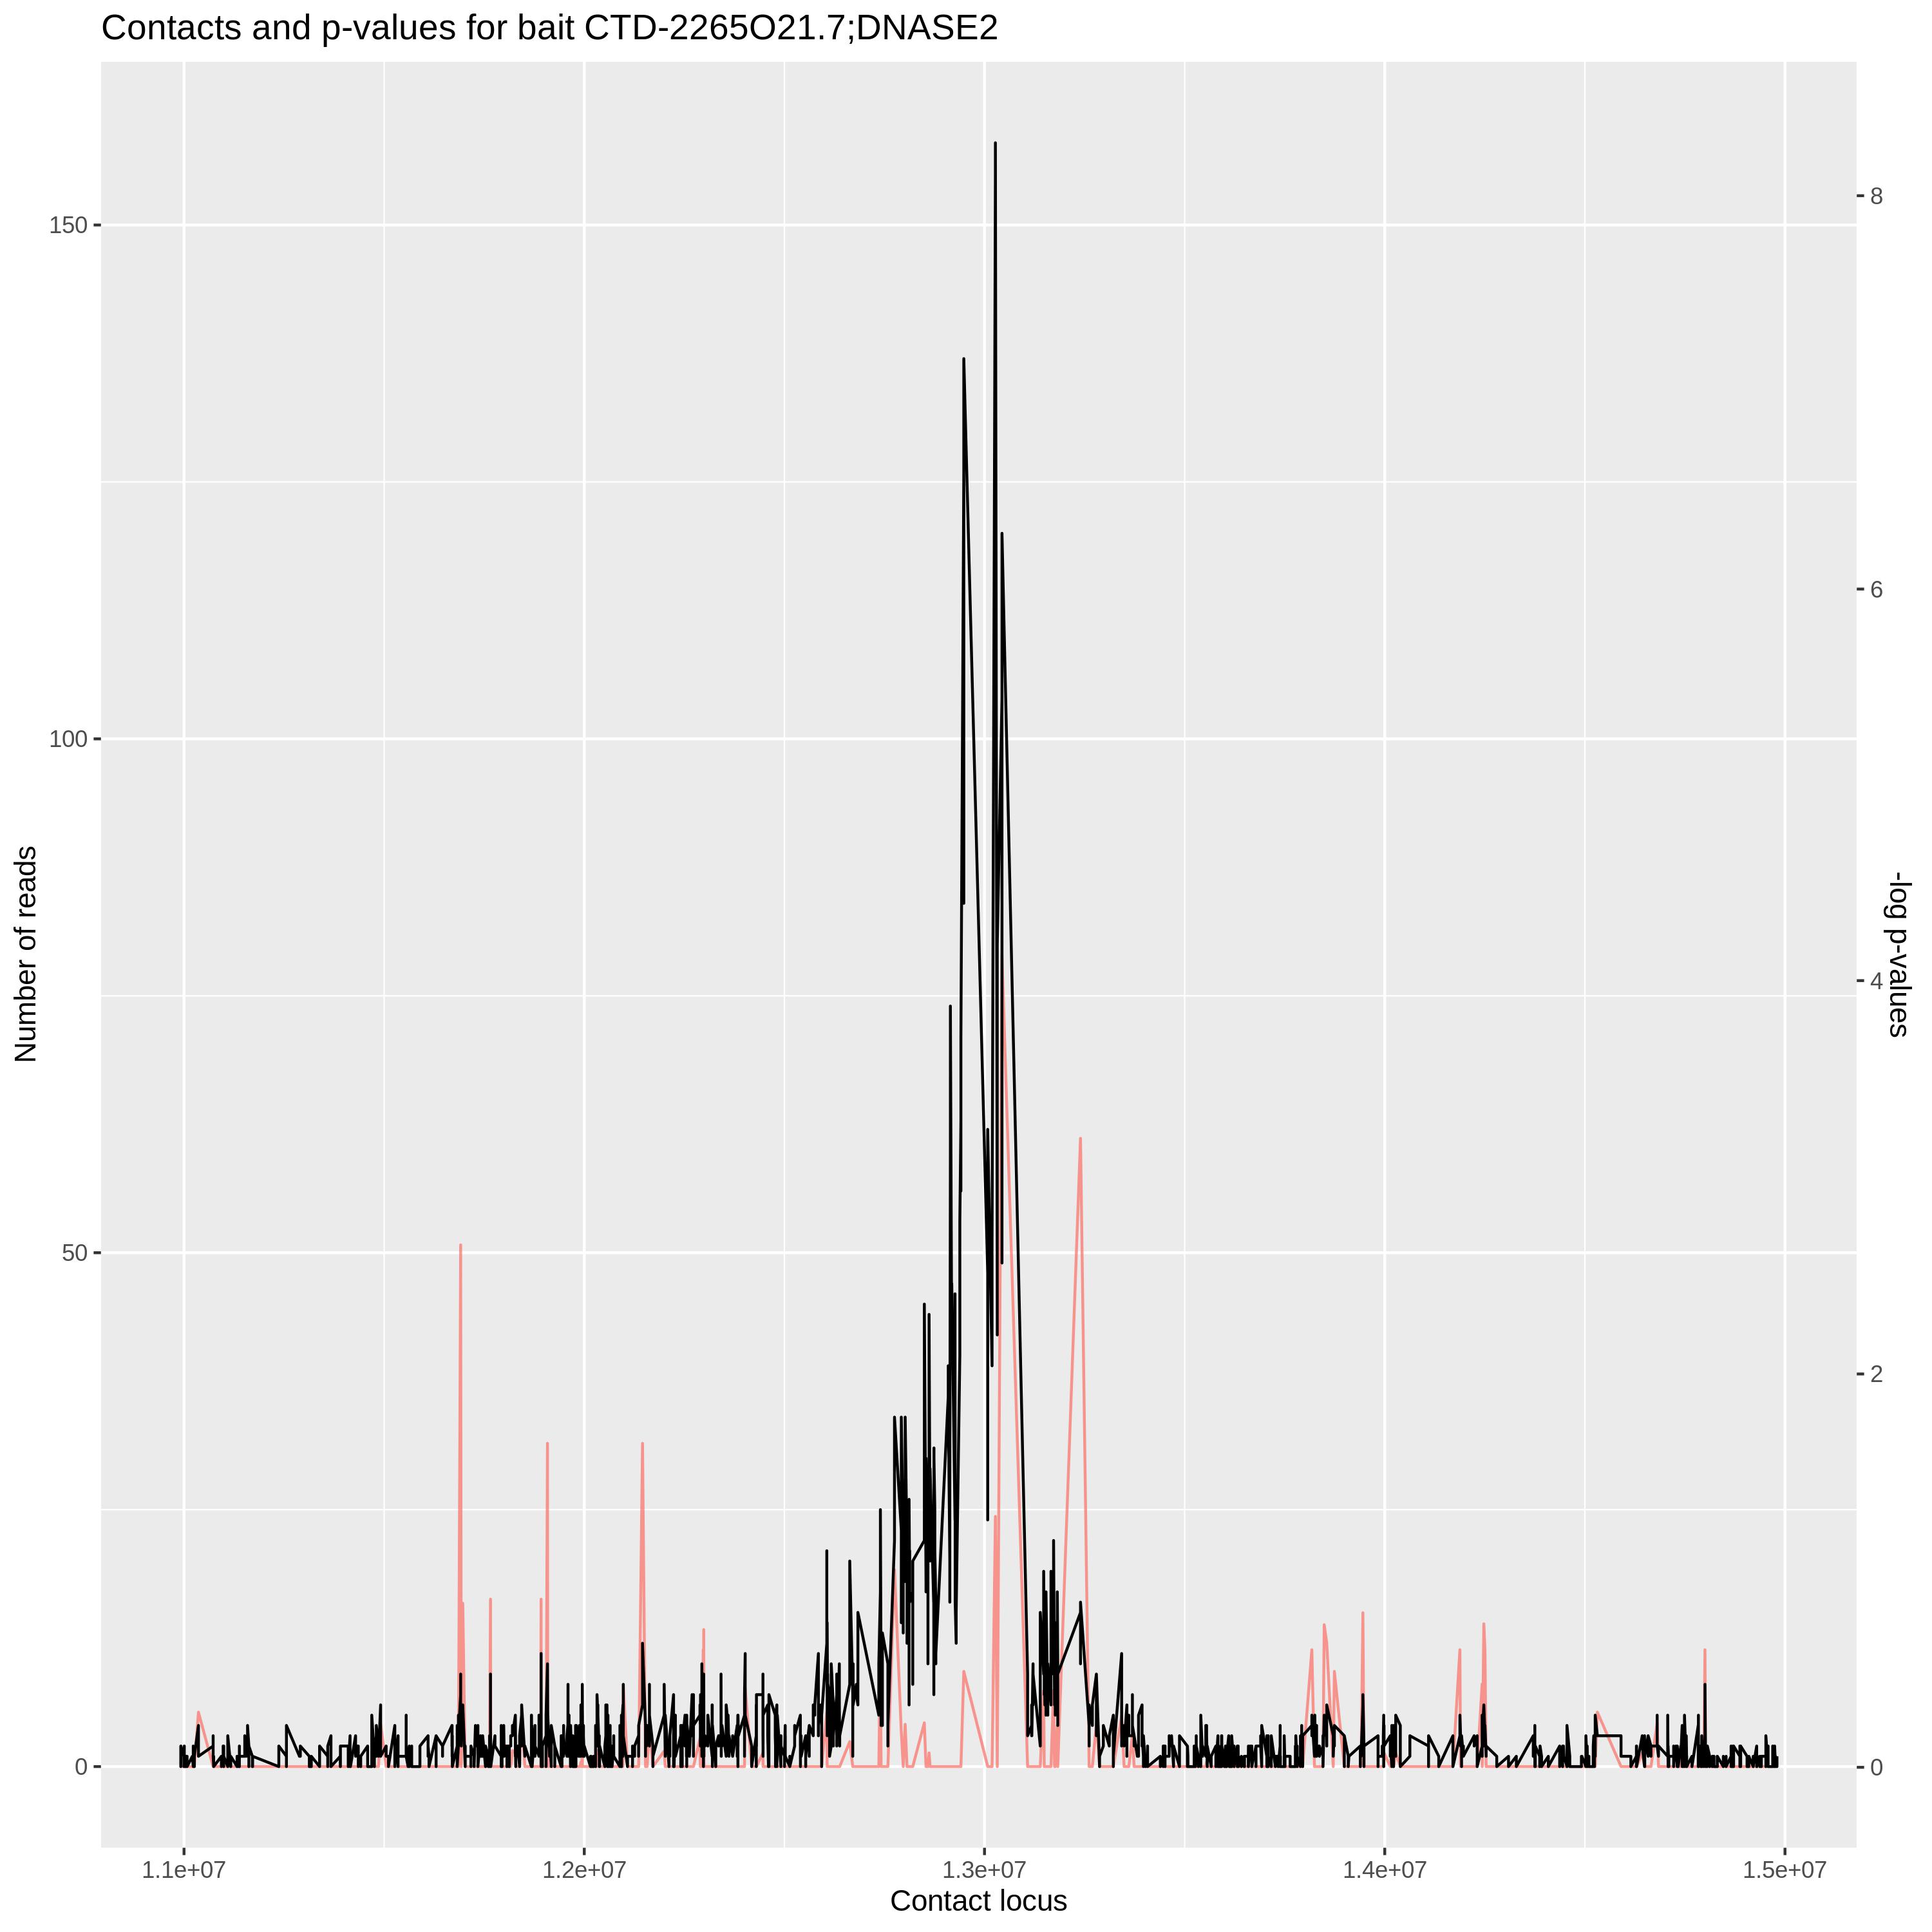 Contacts and p-values for bait CTD-2265O21.7;DNASE2
150
100
50
0
Number of reads
8
6
4
2
0
-log p-values
1.1e+07
1.2e+07
1.3e+07
1.4e+07
1.5e+07
Contact locus